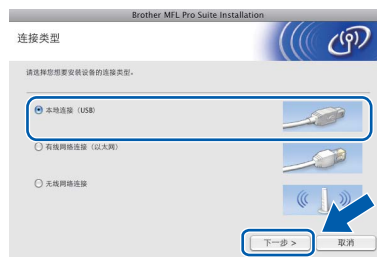 Brother MFL Pro Suite Installation
连接类型
请选择您想要安装设备的连接类型。
本地连接（USB）
有线网络连接（以太网）
无线网络连接
下一步 >
取消